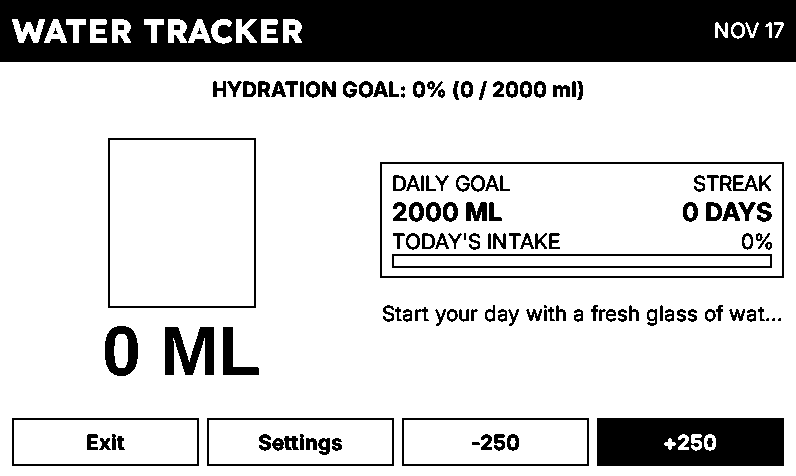 WATER TRACKER
NOV 17
HYDRATION GOAL: 0% (0 / 2000 ml)
DAILY GOAL
STREAK
2000 ML
0 DAYS
TODAY'S INTAKE
0%
Start your day with a fresh glass of wat...
0 ML
Exit
Settings
-250
+250